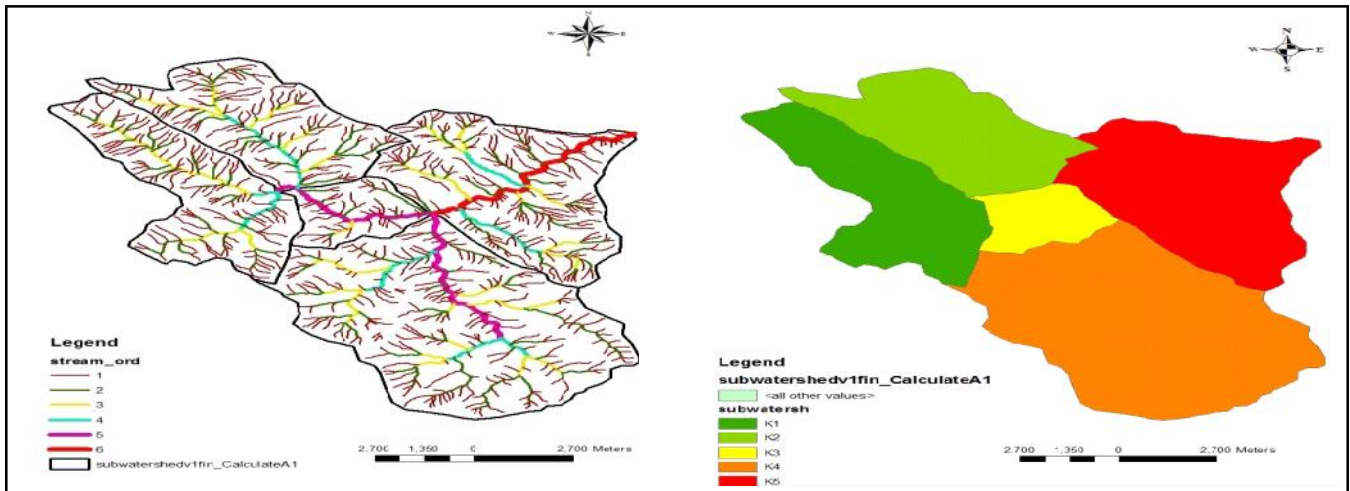 N
W E
S
Legend
stream_ord
1
2
3
4
5
6
subwatershedv1fin_CalculateA1
2,700 1,350 0 2,700 Meters
N
W E
S
Legend
subwatershedv1fin_CalculateA1
<all other values>
subwatersh
K1
K2
K3
K4
K5
2,700 1,350 0 2,700 Meters